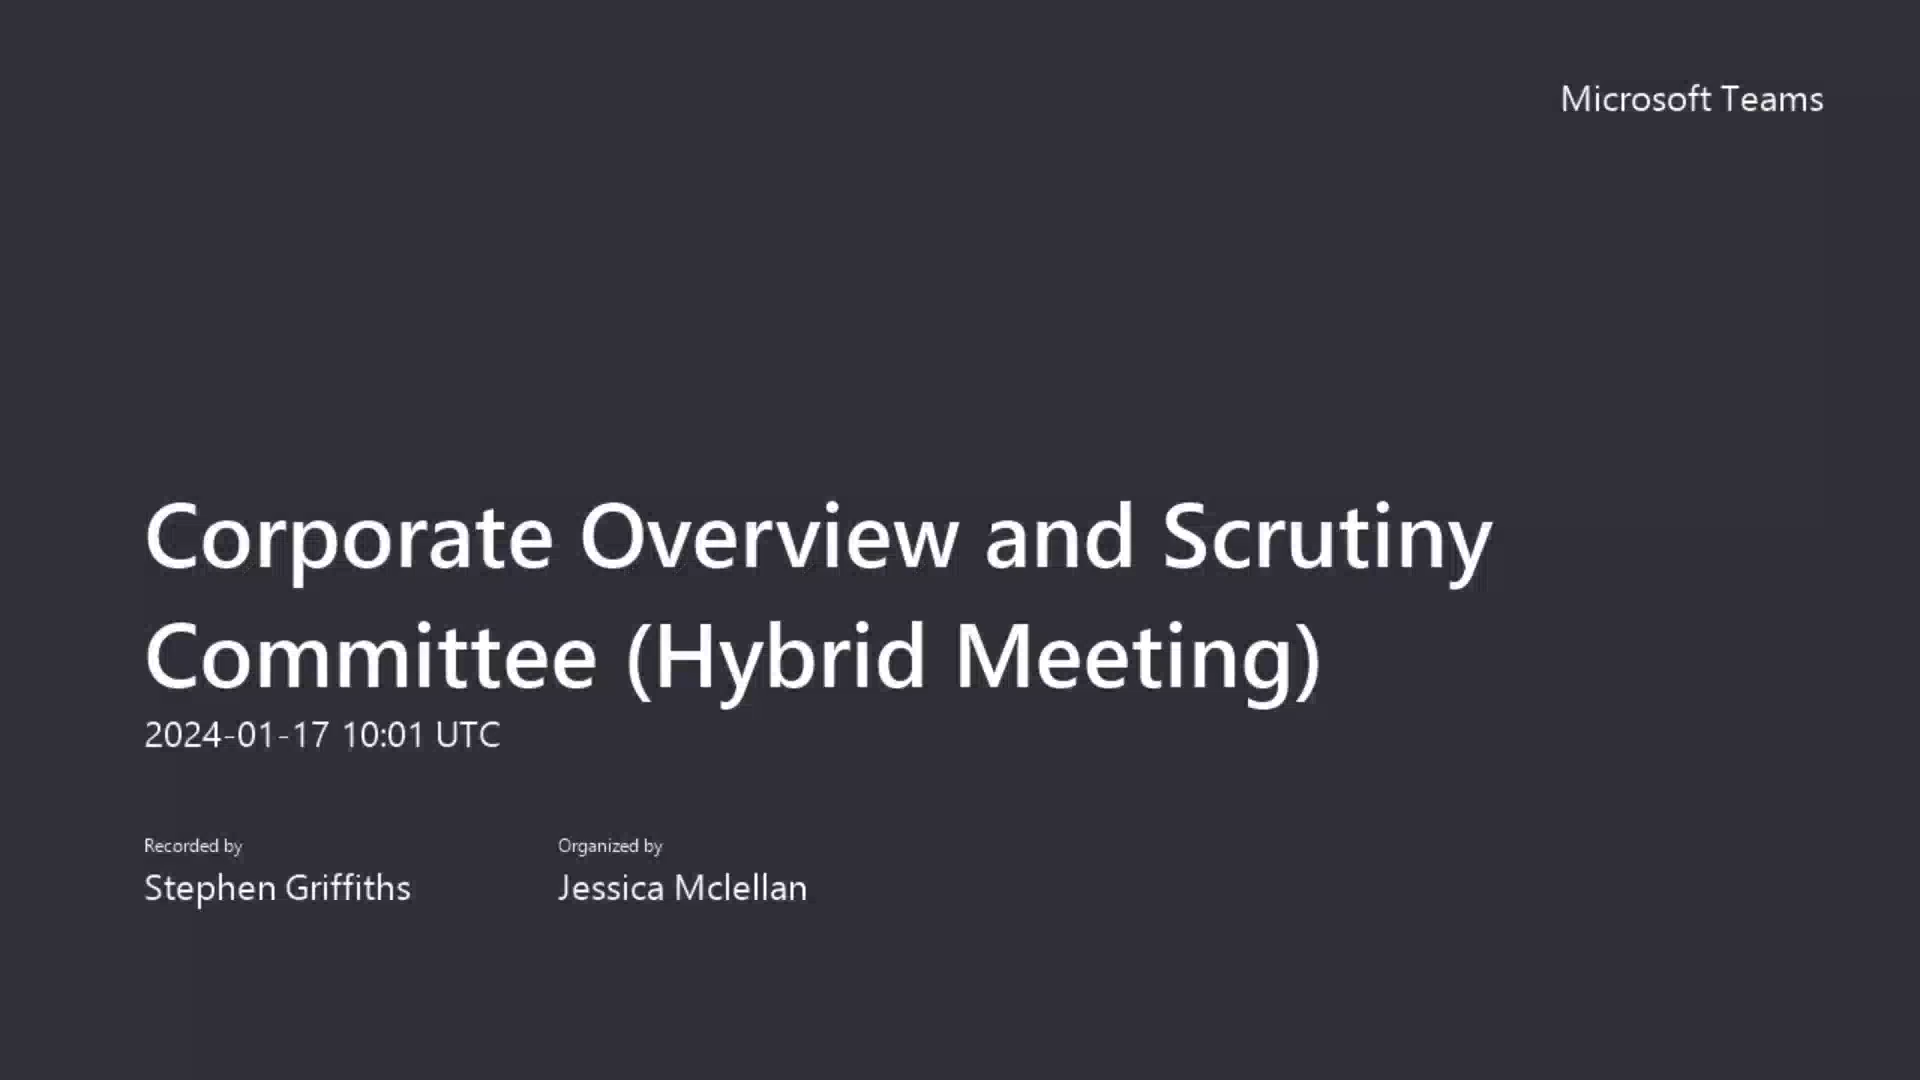 Microsoft Teams
Corporate Overview and Scrutiny
Committee (Hybrid Meeting)
2024-01-17 10:01 UTC
Recorded by
Stephen Griffiths
Organized by
Jessica Mclellan